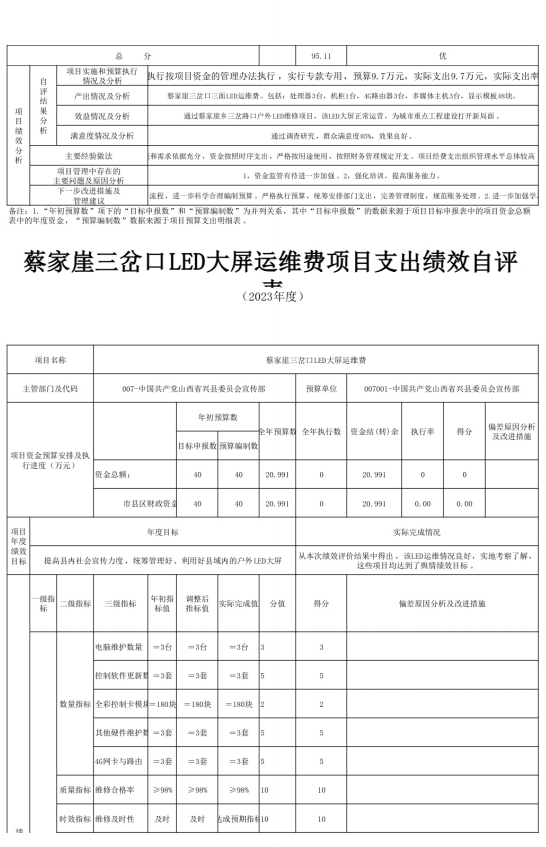 总 分 95.11 优
项目绩效分析
自评结果分析
项目实施和预算执行情况及分析 执行按项目资金的管理办法执行，实行专款专用，预算9.7万元，实际支出9.7万元，实际支出率
产出情况及分析 蔡家崖三岔口三面LED运维费。包括：处理器3台，机柜1台，4G路由器3台，多媒体主机3台，显示模板48块。
效益情况及分析 通过蔡家崖乡三岔路口户外LED维修项目，该LED大屏正常运营，为城市重点工程建设打开新局面。
满意度情况及分析 通过调查研究，群众满意度85%，效果良好。
主要经验做法 和需求依据充分，资金按照时序支出，严格按用途使用，按照财务管理规定开支。项目经费支出组织管理水平总体较高
项目管理中存在的主要问题及原因分析 1，资金监管有待进一步加强。2，强化培训，提高服务能力。
下一步改进措施及管理建议 流程，进一步科学合理编制预算。严格执行预算，统筹安排部门支出，完善管理制度，规范账务处理。2.进一步加强学
备注：1.“年初预算数”项下的“目标申报数”和“预算编制数”为并列关系，其中“目标申报数”的数据来源于项目目标申报表中的项目资金总额
表中的年度资金，“预算编制数”数据来源于项目预算支出明细表。
蔡家崖三岔口LED大屏运维费项目支出绩效自评
（2023年度）
项目名称 蔡家崖三岔口LED大屏运维费
主管部门及代码 007-中国共产党山西省兴县委员会宣传部 预算单位 007001-中国共产党山西省兴县委员会宣传部
项目资金预算安排及执行进度（万元） 年初预算数 全年预算数 全年执行数 资金结(转)余 执行率 得分 偏差原因分析及改进措施
目标申报数 预算编制数
资金总额： 40 40 20.991 0 20.991 0 0
市县区财政资金 40 40 20.991 0 20.991 0.00 0.00
项目年度绩效目标 年度目标 实际完成情况
提高县内社会宣传力度，统筹管理好、利用好县域内的户外LED大屏 从本次绩效评价结果中得出，该LED运维情况良好，实地考察了解，这些项目均达到了舆情绩效目标。
一级指标 二级指标 三级指标 年初指标值 调整后指标值 实际完成值 分值 得分 偏差原因分析及改进措施
数量指标 电脑维护数量 ＝3台 ＝3台 ＝3台 3 3
控制软件更新数 ＝3套 ＝3套 ＝3套 5 5
全彩控制卡模块 ＝180块 ＝180块 ＝180块 2 2
其他硬件维护数 ＝3套 ＝3套 ＝3套 5 5
4G网卡与路由 ＝3套 ＝3套 ＝3套 5 5
质量指标 维修合格率 ≥98% ≥98% ≥98% 10 10
时效指标 维修及时性 及时 及时 达成预期指标 10 10
绩